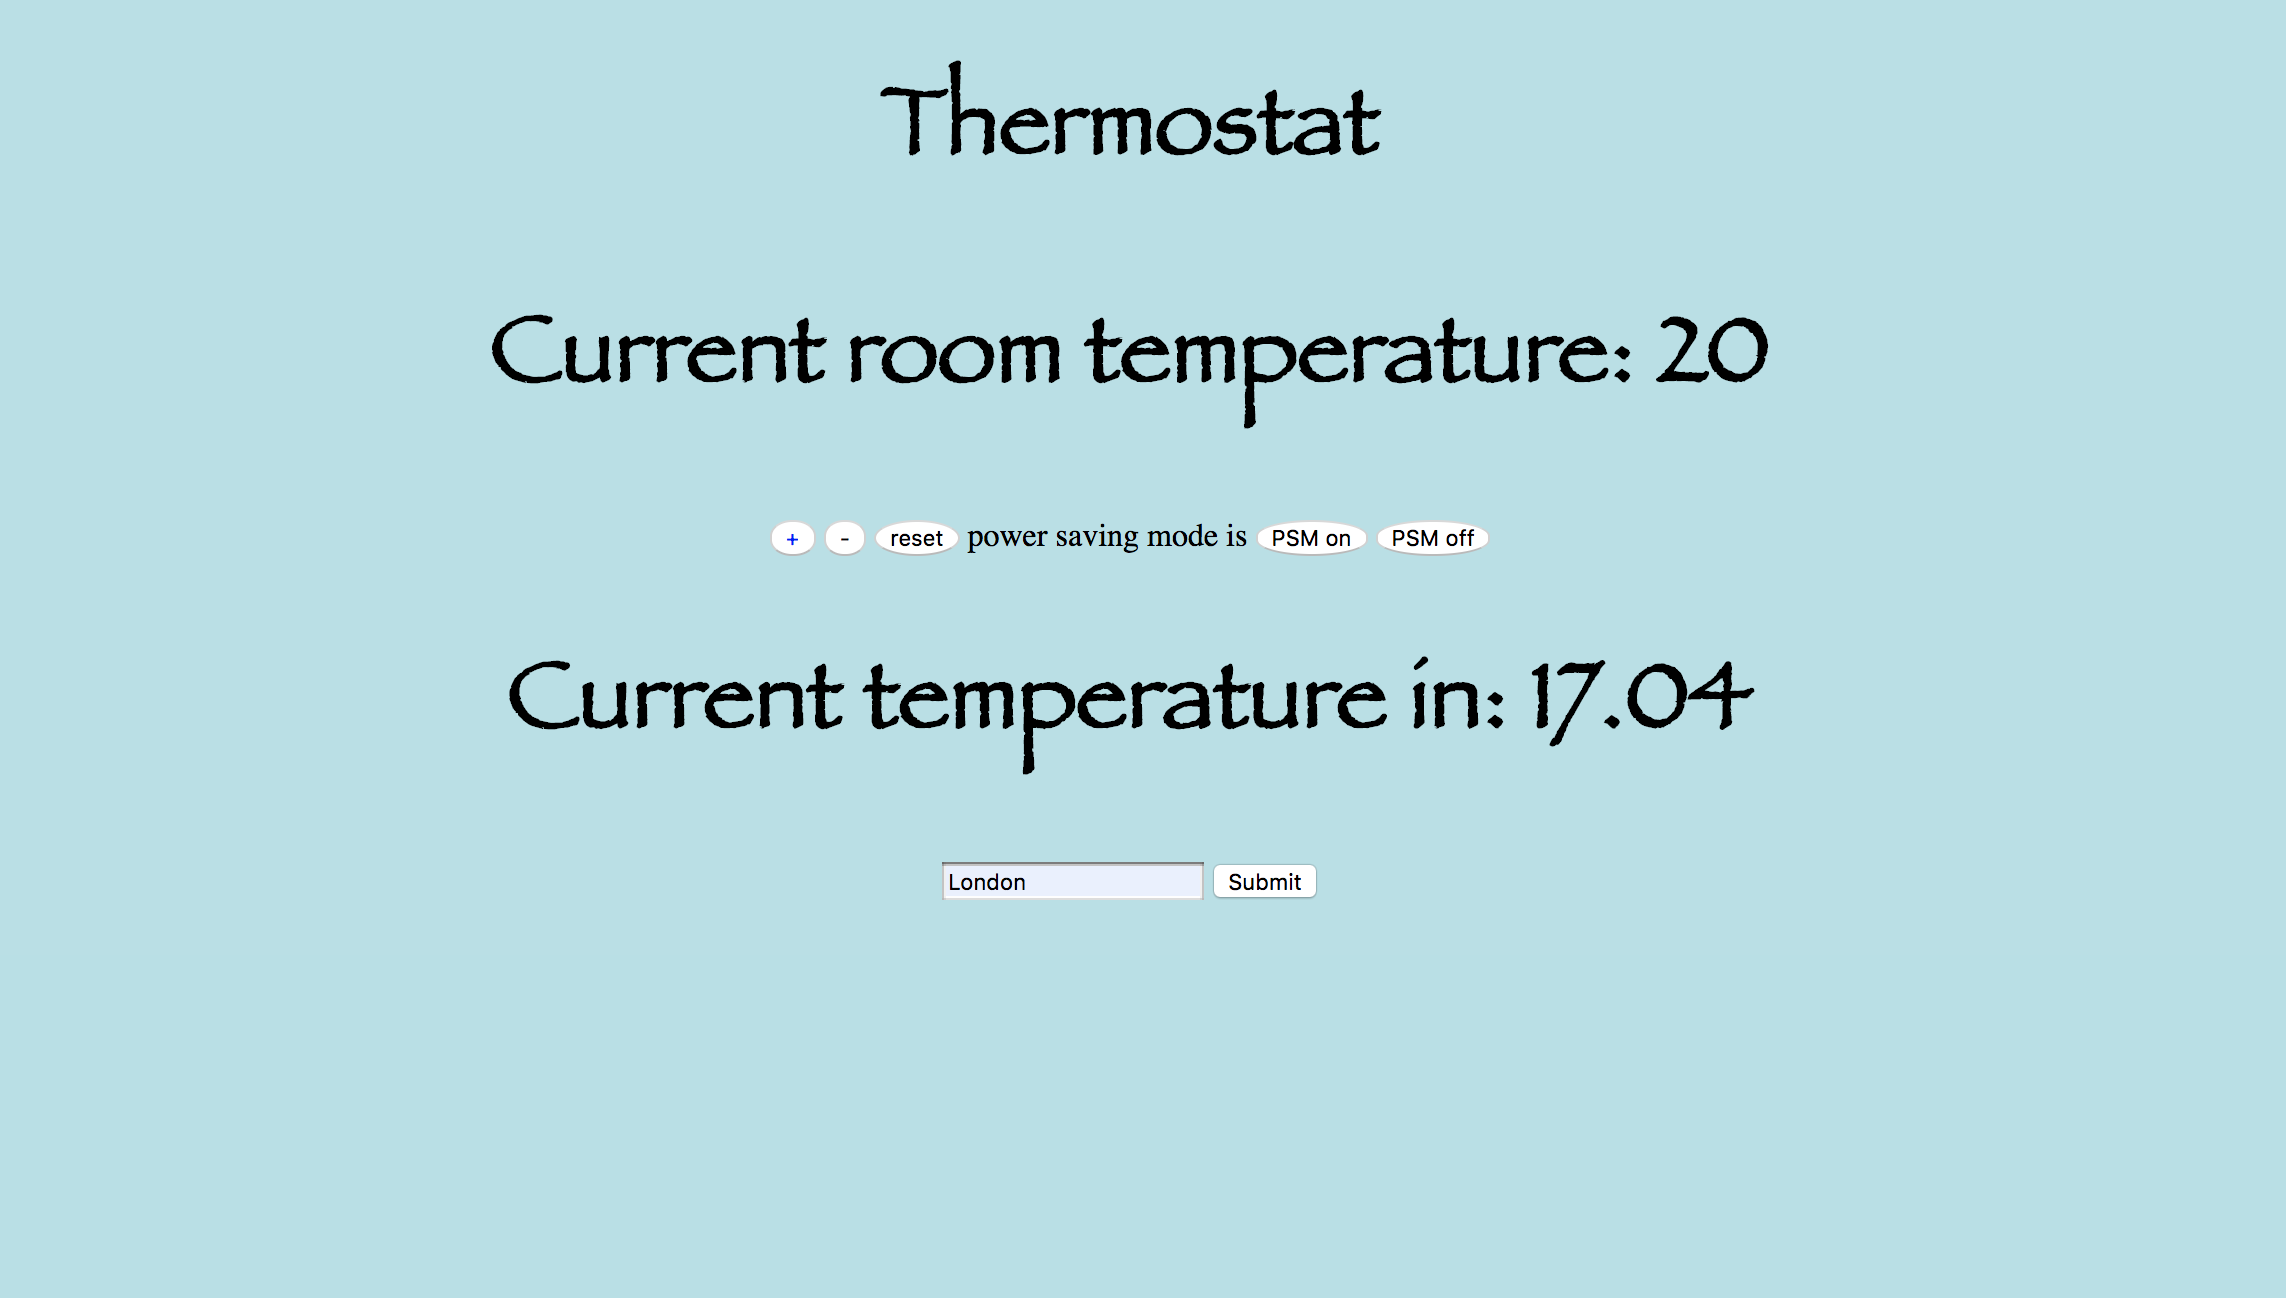 Thermostat
Current room temperature: 20
+ - reset power saving mode is PSM on PSM off
Current temperature in: 17.04
London Submit